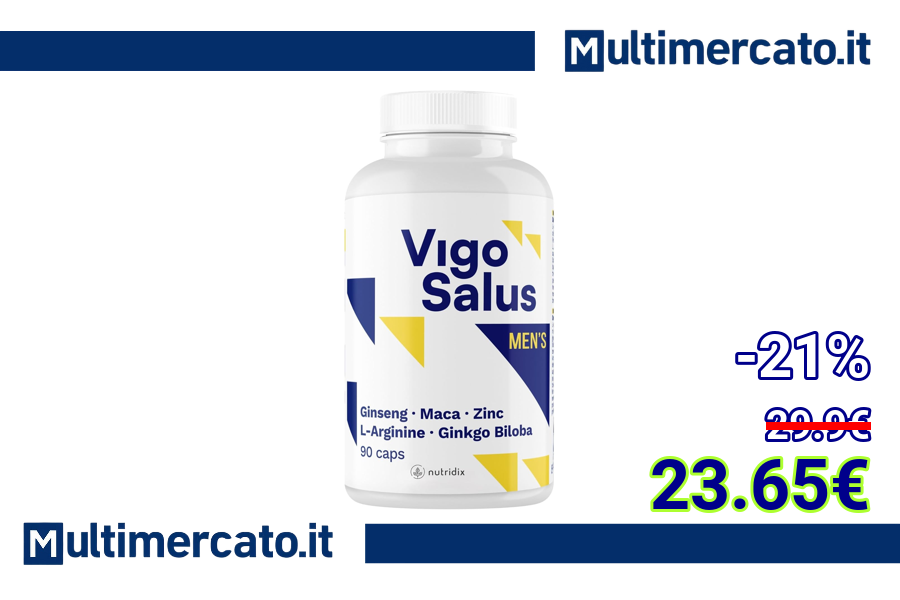 Multimercato.it
Vigo
Salus
MEN'S
Ginseng · Maca · Zinc
L-Arginine · Ginkgo Biloba
90 caps
nutridix
-21%
29.9€
23.65€
Multimercato.it